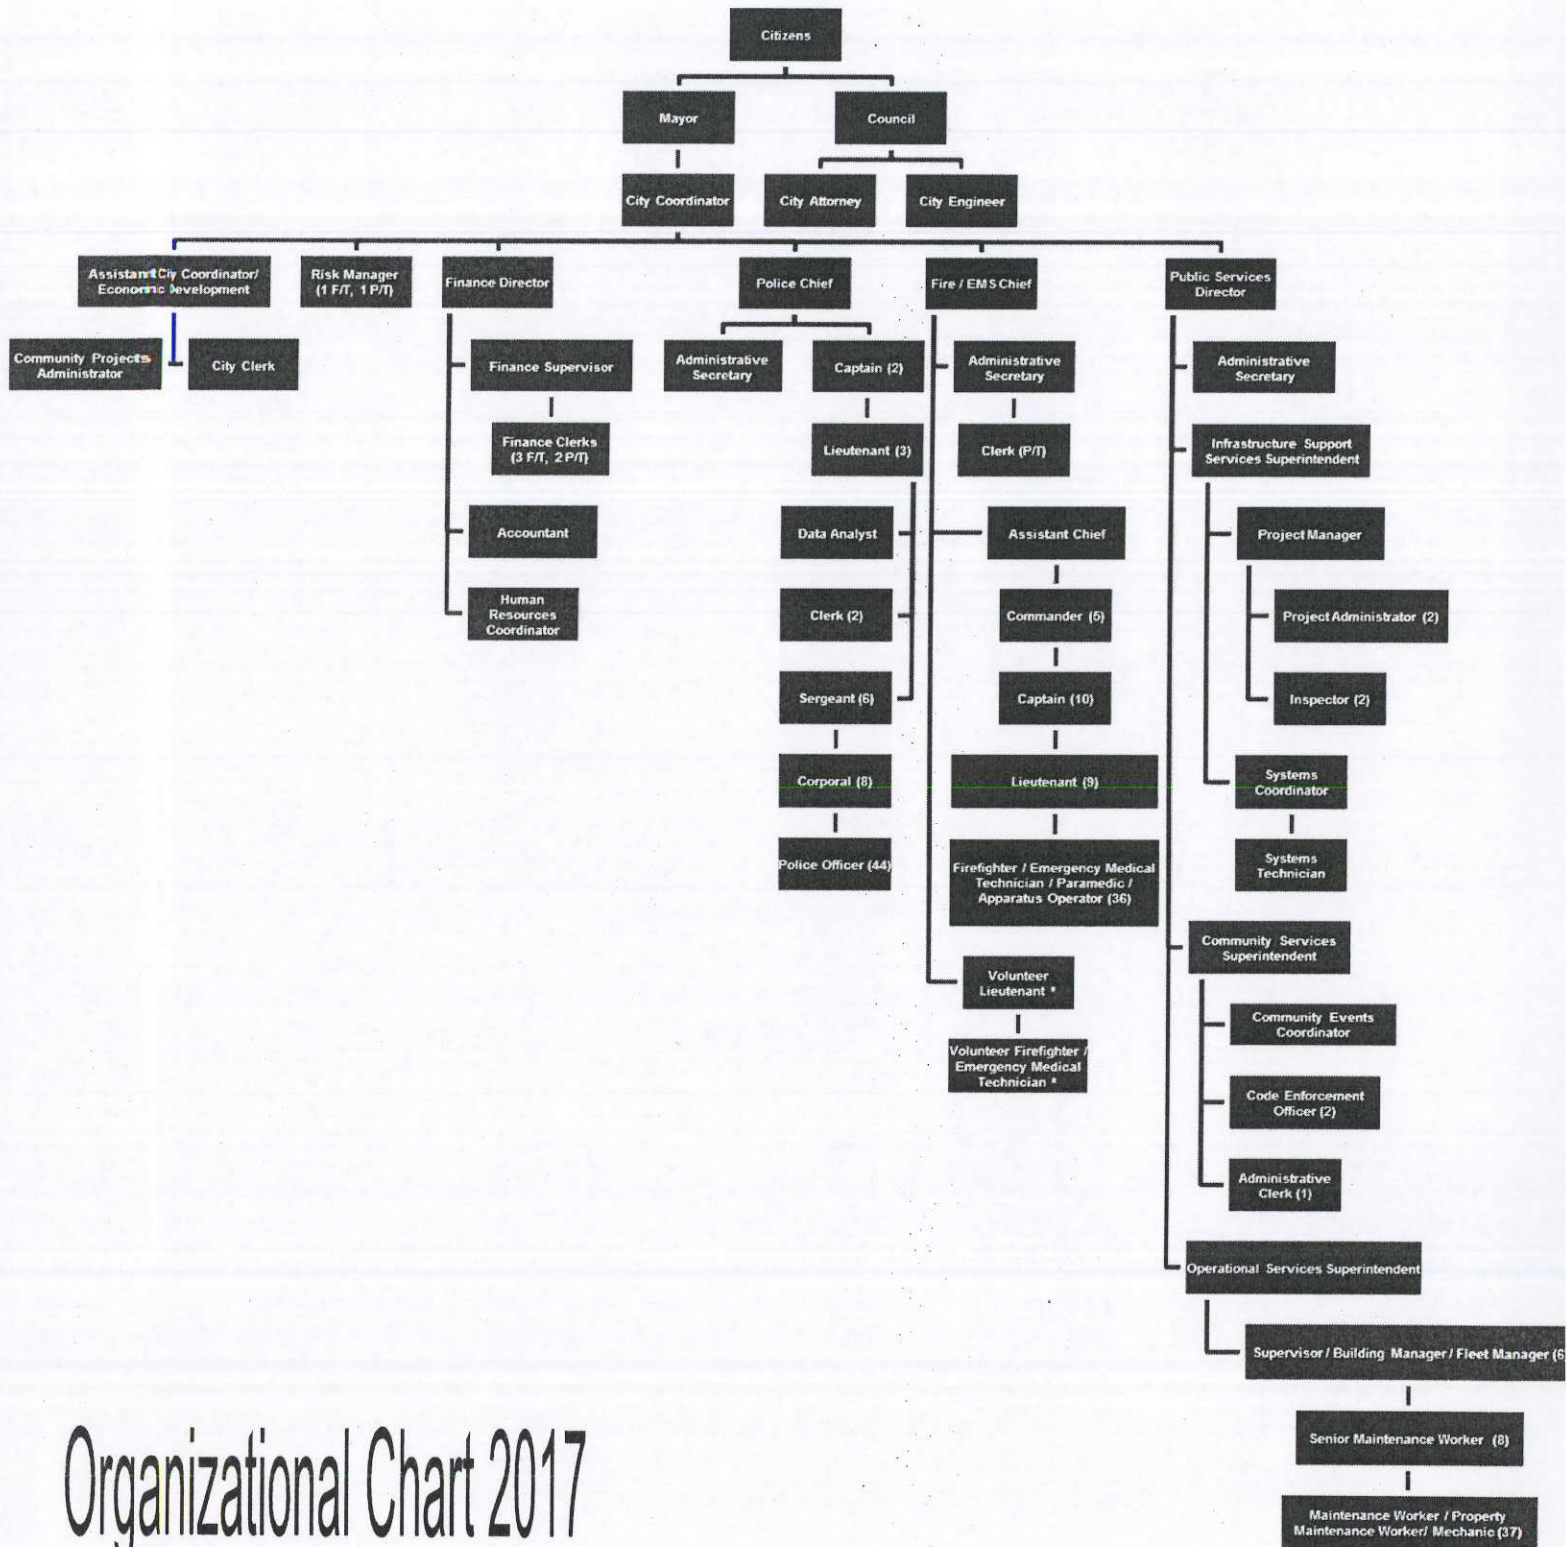 Citizens
Mayor
Council
City Coordinator
City Attorney
City Engineer
Assistant City Coordinator/
Economic Development
Risk Manager
(1 F/T, 1 P/T)
Finance Director
Police Chief
Fire / EMS Chief
Public Services
Director
Community Projects
Administrator
City Clerk
Finance Supervisor
Administrative
Secretary
Captain (2)
Administrative
Secretary
Administrative
Secretary
Finance Clerks
(3 F/T, 2 P/T)
Lieutenant (3)
Clerk (P/T)
Infrastructure Support
Services Superintendent
Accountant
Data Analyst
Assistant Chief
Project Manager
Human
Resources
Coordinator
Clerk (2)
Commander (5)
Project Administrator (2)
Sergeant (6)
Captain (10)
Inspector (2)
Corporal (8)
Lieutenant (9)
Systems
Coordinator
Police Officer (44)
Firefighter / Emergency Medical
Technician / Paramedic /
Apparatus Operator (36)
Systems
Technician
Community Services
Superintendent
Volunteer
Lieutenant *
Community Events
Coordinator
Volunteer Firefighter /
Emergency Medical
Technician *
Code Enforcement
Officer (2)
Administrative
Clerk (1)
Operational Services Superintendent
Supervisor / Building Manager / Fleet Manager (6
Senior Maintenance Worker (8)
Maintenance Worker / Property
Maintenance Worker/ Mechanic (37)
Organizational Chart 2017